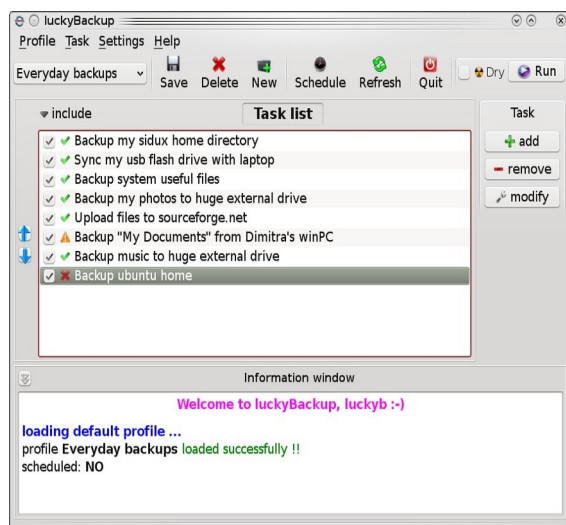 luckyBackup
Profile Task Settings Help
Everyday backups Save Delete New Schedule Refresh Quit Dry Run
include Task list Task
Backup my sidux home directory
Sync my usb flash drive with laptop
Backup system useful files
Backup my photos to huge external drive
Upload files to sourceforge.net
Backup "My Documents" from Dimitra's winPC
Backup music to huge external drive
Backup ubuntu home
add
remove
modify
Information window
Welcome to luckyBackup, luckyb :-)
loading default profile ...
profile Everyday backups loaded successfully !!
scheduled: NO